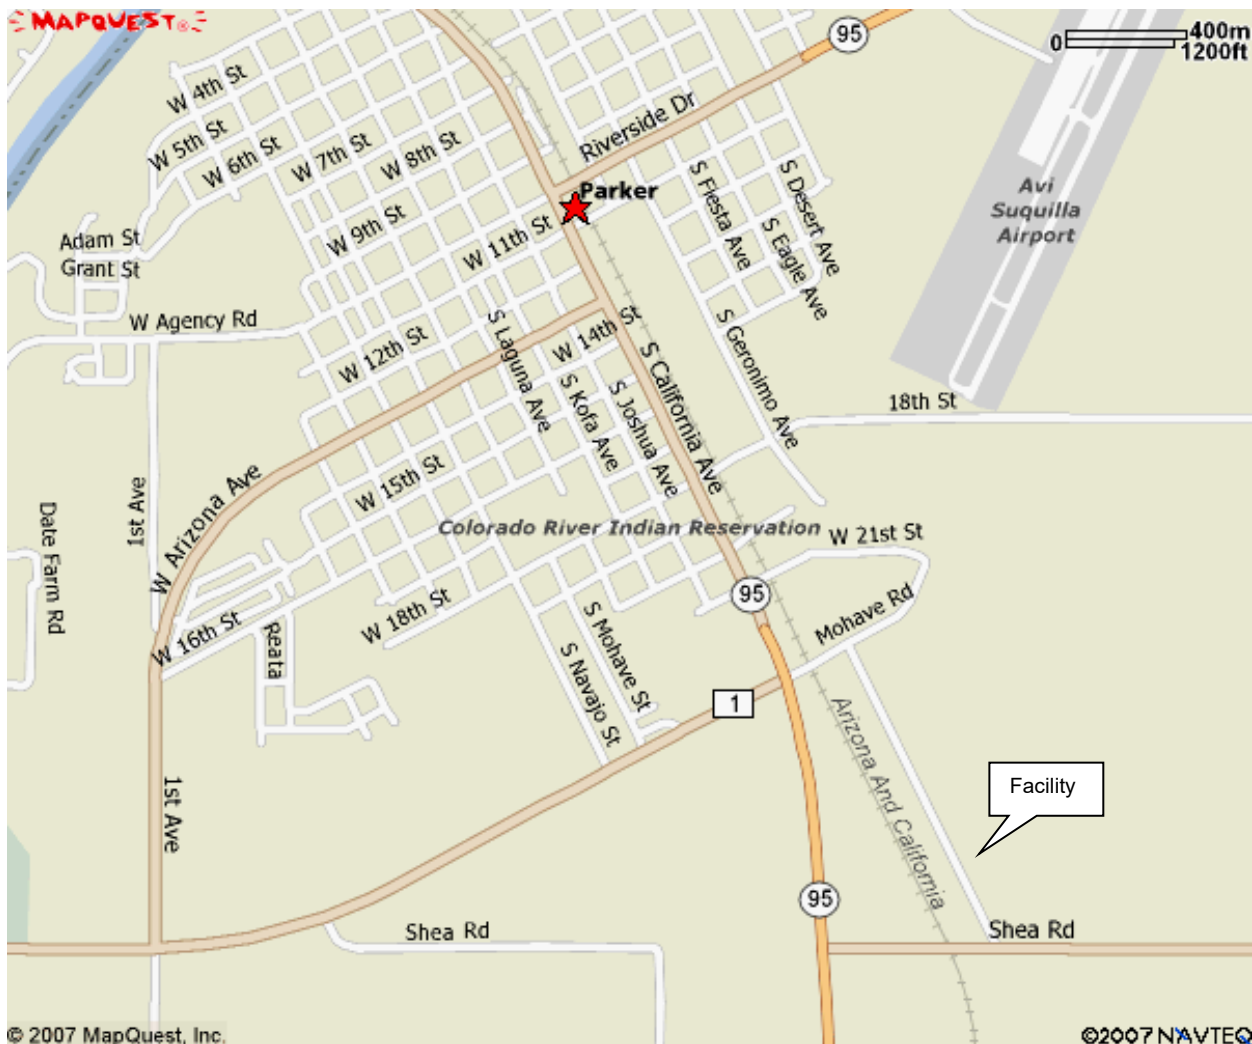 MAPQUEST®
95
0
400m
1200ft
W 4th St
Riverside Dr
W 5th St
W 7th St
W 8th St
W 6th St
S Fiesta Ave
S Desert Ave
Parker
Avi
Suquilla
Airport
W 9th St
W 11th St
S Eagle Ave
Adam St
Grant St
W Agency Rd
S Laguna Ave
W 12th St
W 14th St
S Geronimo Ave
S California Ave
S Kofa Ave
S Joshua Ave
18th St
W Arizona Ave
W 15th St
1st Ave
Date Farm Rd
Colorado River Indian Reservation
W 21st St
95
Mohave Rd
W 18th St
W 16th St
Reata
S Mohave St
S Navajo St
1
Arizona And California
Facility
1st Ave
95
Shea Rd
Shea Rd
© 2007 MapQuest, Inc.
©2007 NAVTEQ